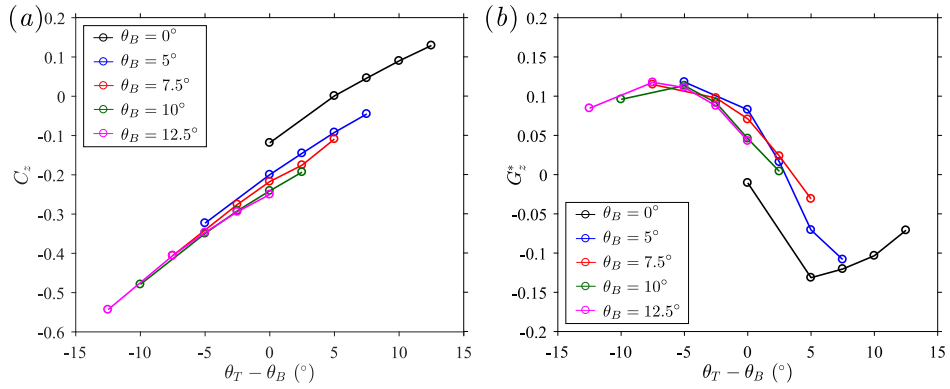 (a)
0.2
0.1
0
-0.1
-0.2
-0.3
-0.4
-0.5
-0.6
C_z
θ_B = 0°
θ_B = 5°
θ_B = 7.5°
θ_B = 10°
θ_B = 12.5°
-15 -10 -5 0 5 10 15
θ_T − θ_B (°)
(b)
0.2
0.15
0.1
0.05
0
-0.05
-0.1
-0.15
-0.2
G_z^*
θ_B = 0°
θ_B = 5°
θ_B = 7.5°
θ_B = 10°
θ_B = 12.5°
-15 -10 -5 0 5 10 15
θ_T − θ_B (°)